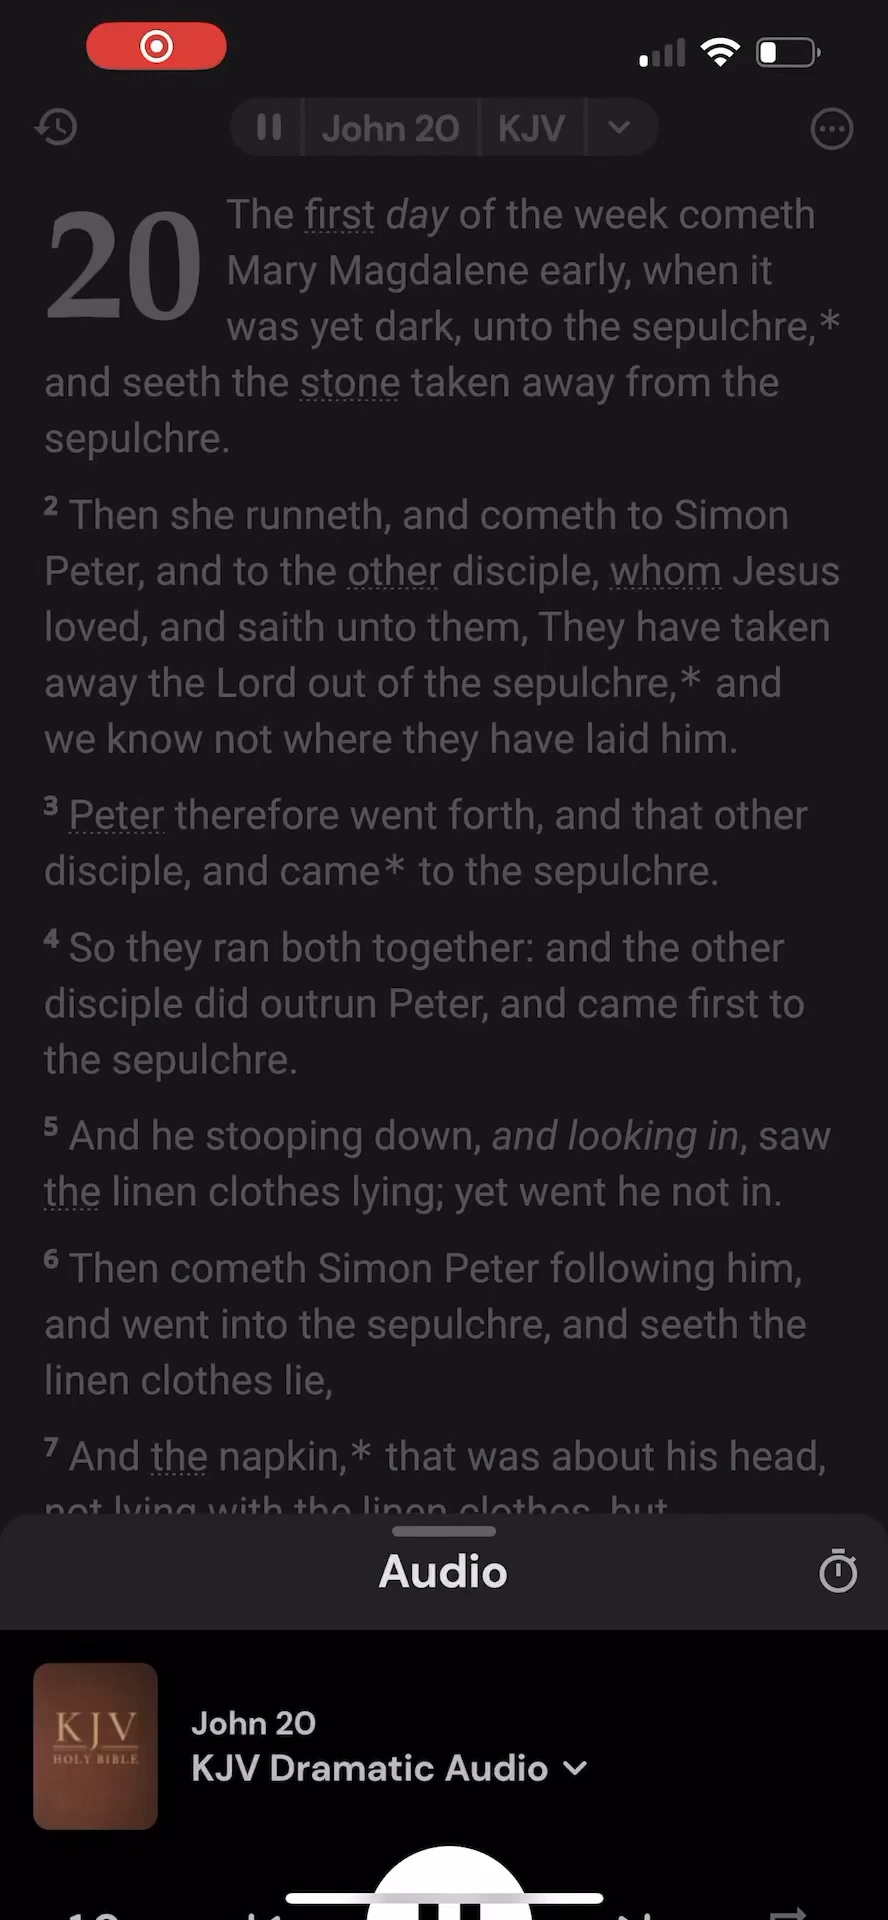 John 20 KJV
20 The first day of the week cometh
Mary Magdalene early, when it
was yet dark, unto the sepulchre,*
and seeth the stone taken away from the
sepulchre.
2 Then she runneth, and cometh to Simon
Peter, and to the other disciple, whom Jesus
loved, and saith unto them, They have taken
away the Lord out of the sepulchre,* and
we know not where they have laid him.
3 Peter therefore went forth, and that other
disciple, and came* to the sepulchre.
4 So they ran both together: and the other
disciple did outrun Peter, and came first to
the sepulchre.
5 And he stooping down, and looking in, saw
the linen clothes lying; yet went he not in.
6 Then cometh Simon Peter following him,
and went into the sepulchre, and seeth the
linen clothes lie,
7 And the napkin,* that was about his head,
not lying with the linen clothes, but
Audio
KJV
HOLY BIBLE
John 20
KJV Dramatic Audio